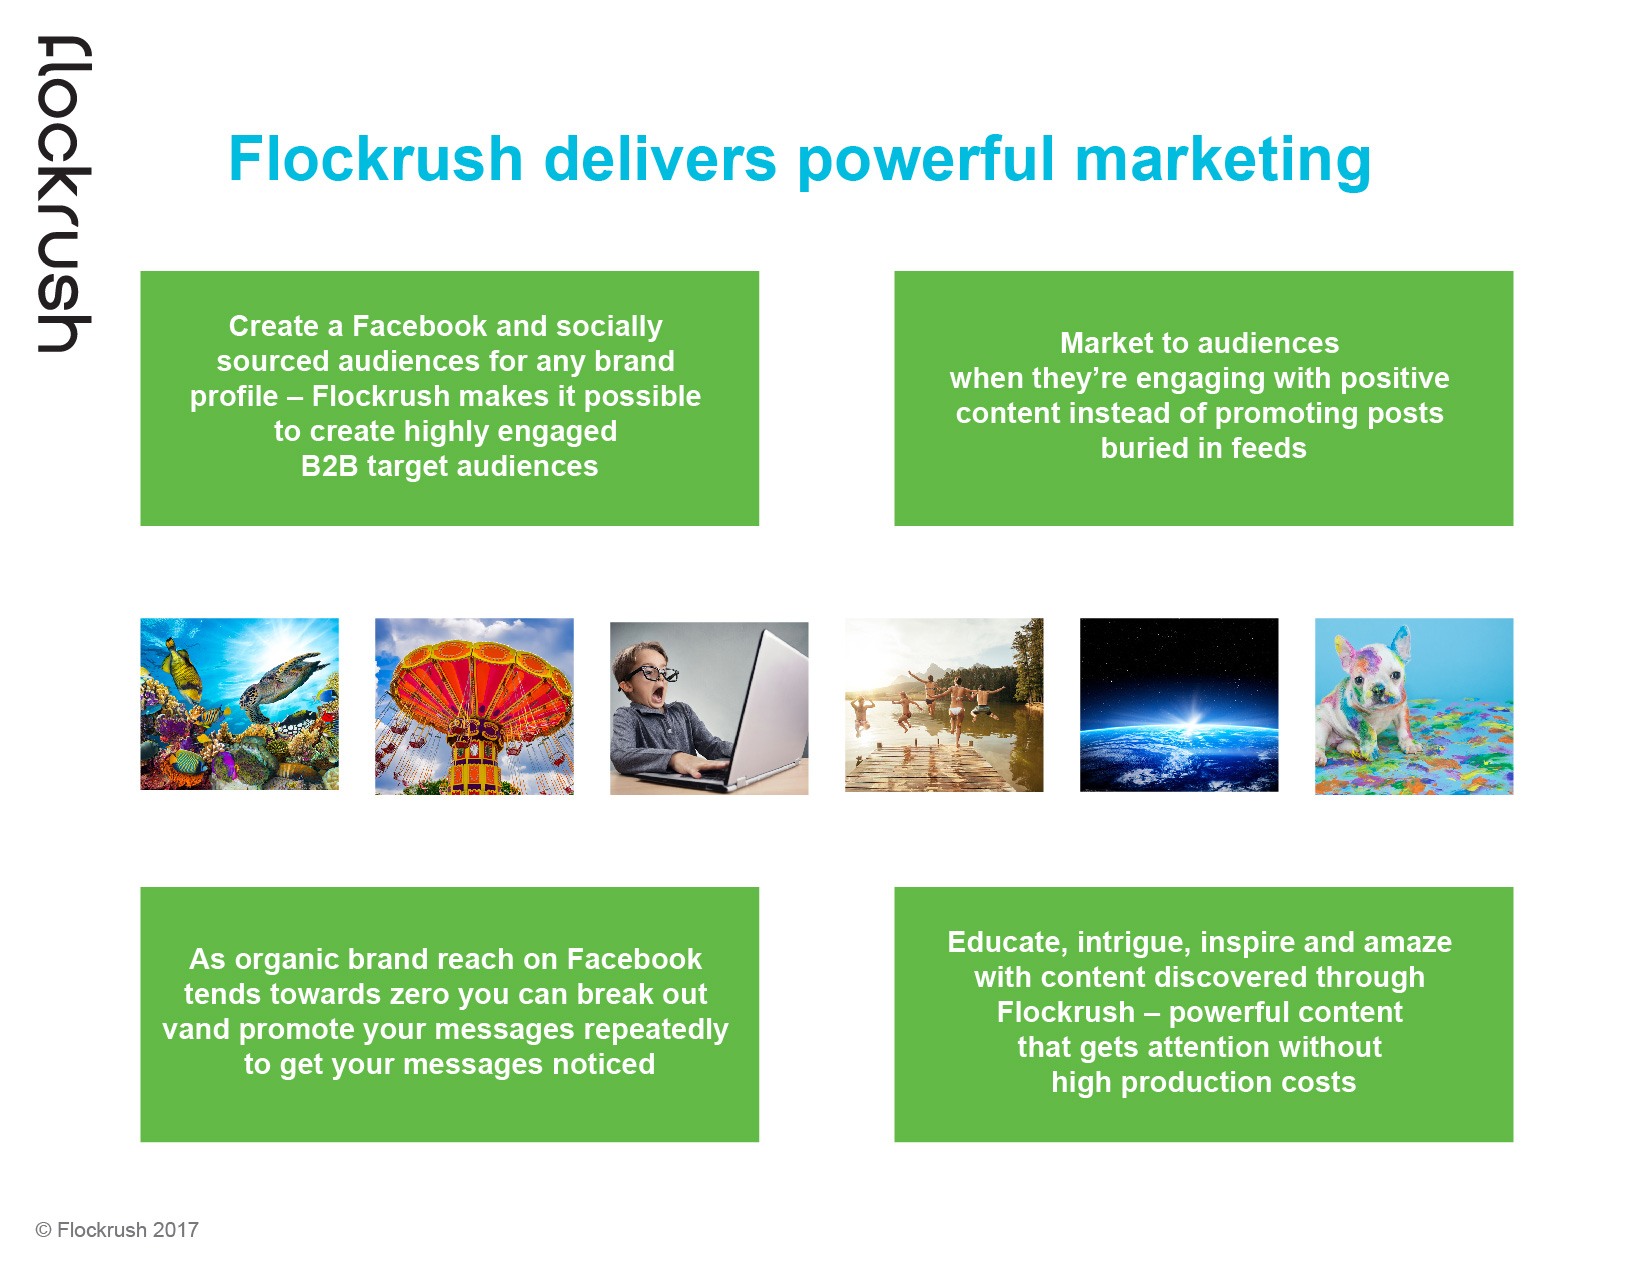 flockrush
Flockrush delivers powerful marketing
Create a Facebook and socially
sourced audiences for any brand
profile – Flockrush makes it possible
to create highly engaged
B2B target audiences
Market to audiences
when they’re engaging with positive
content instead of promoting posts
buried in feeds
As organic brand reach on Facebook
tends towards zero you can break out
vand promote your messages repeatedly
to get your messages noticed
Educate, intrigue, inspire and amaze
with content discovered through
Flockrush – powerful content
that gets attention without
high production costs
© Flockrush 2017